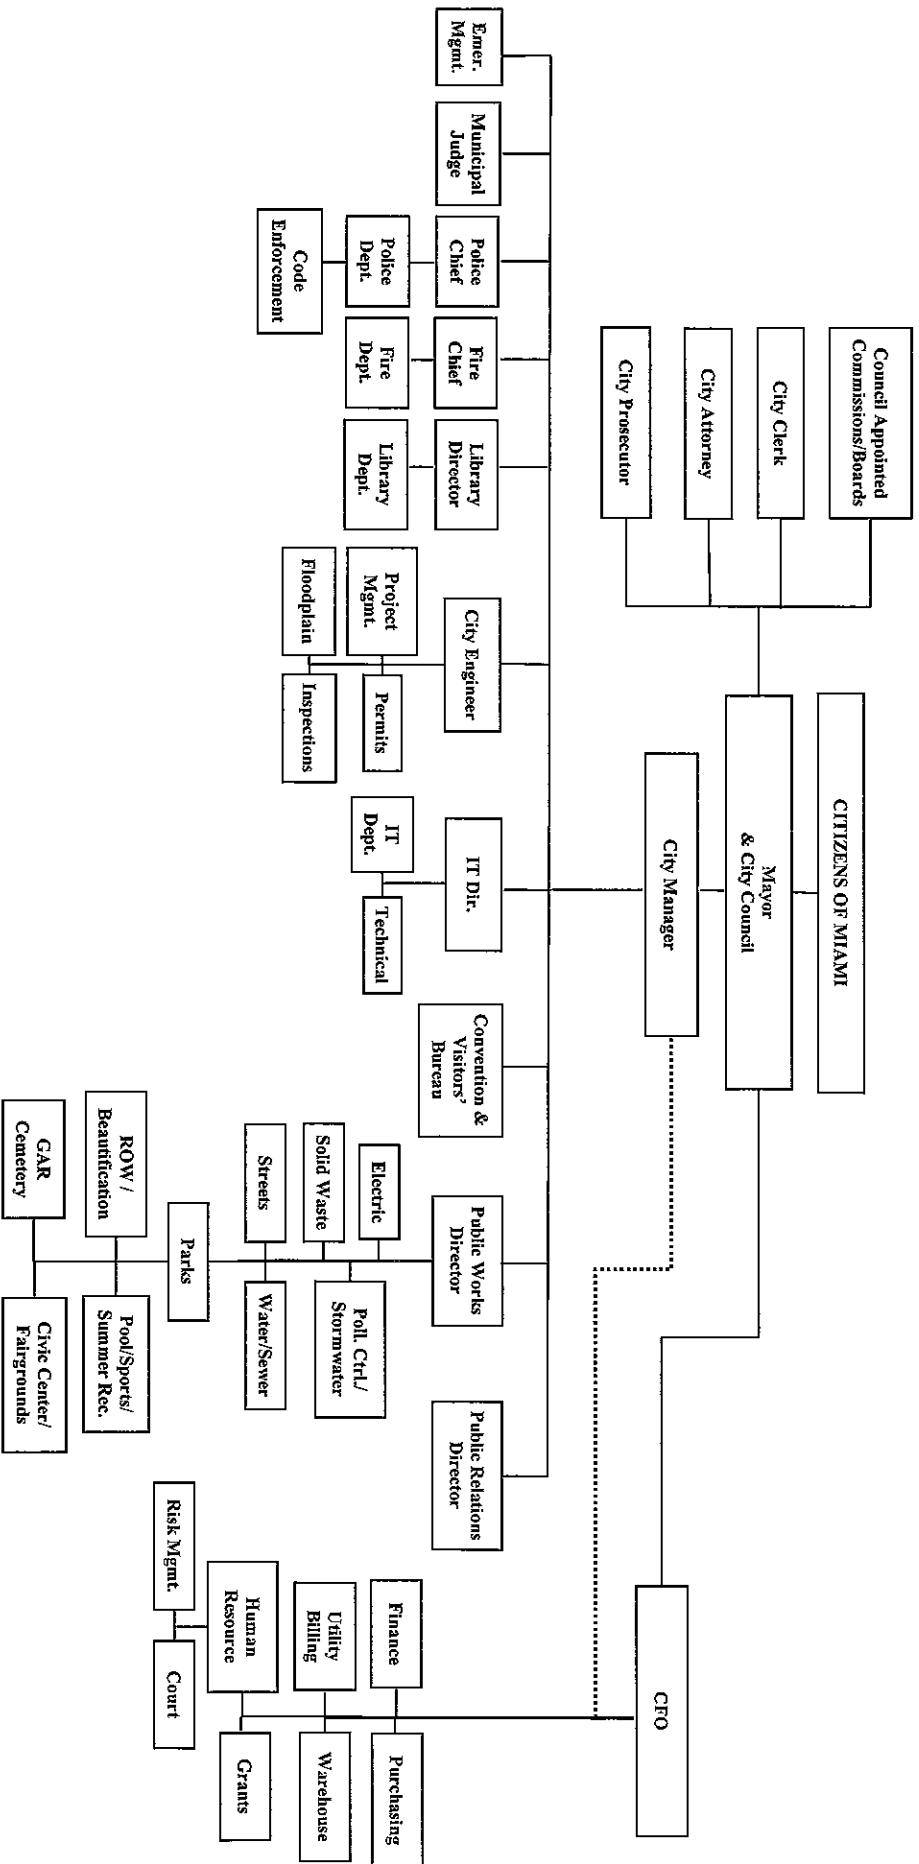 CITIZENS OF MIAMI
Mayor
& City Council
Council Appointed
Commissions/Boards
City Clerk
City Attorney
City Prosecutor
City Manager
CFO
Emer.
Mgmt.
Municipal
Judge
Police
Chief
Police
Dept.
Code
Enforcement
Fire
Chief
Fire
Dept.
Library
Director
Library
Dept.
City Engineer
Project
Mgmt.
Permits
Floodplain
Inspections
IT Dir.
IT
Dept.
Technical
Convention &
Visitors'
Bureau
Public Works
Director
Electric
Poll. Ctrl./
Stormwater
Solid Waste
Streets
Water/Sewer
Parks
ROW /
Beautification
Pool/Sports/
Summer Rec.
GAR
Cemetery
Civic Center/
Fairgrounds
Public Relations
Director
Finance
Purchasing
Utility
Billing
Warehouse
Human
Resource
Grants
Risk Mgmt.
Court